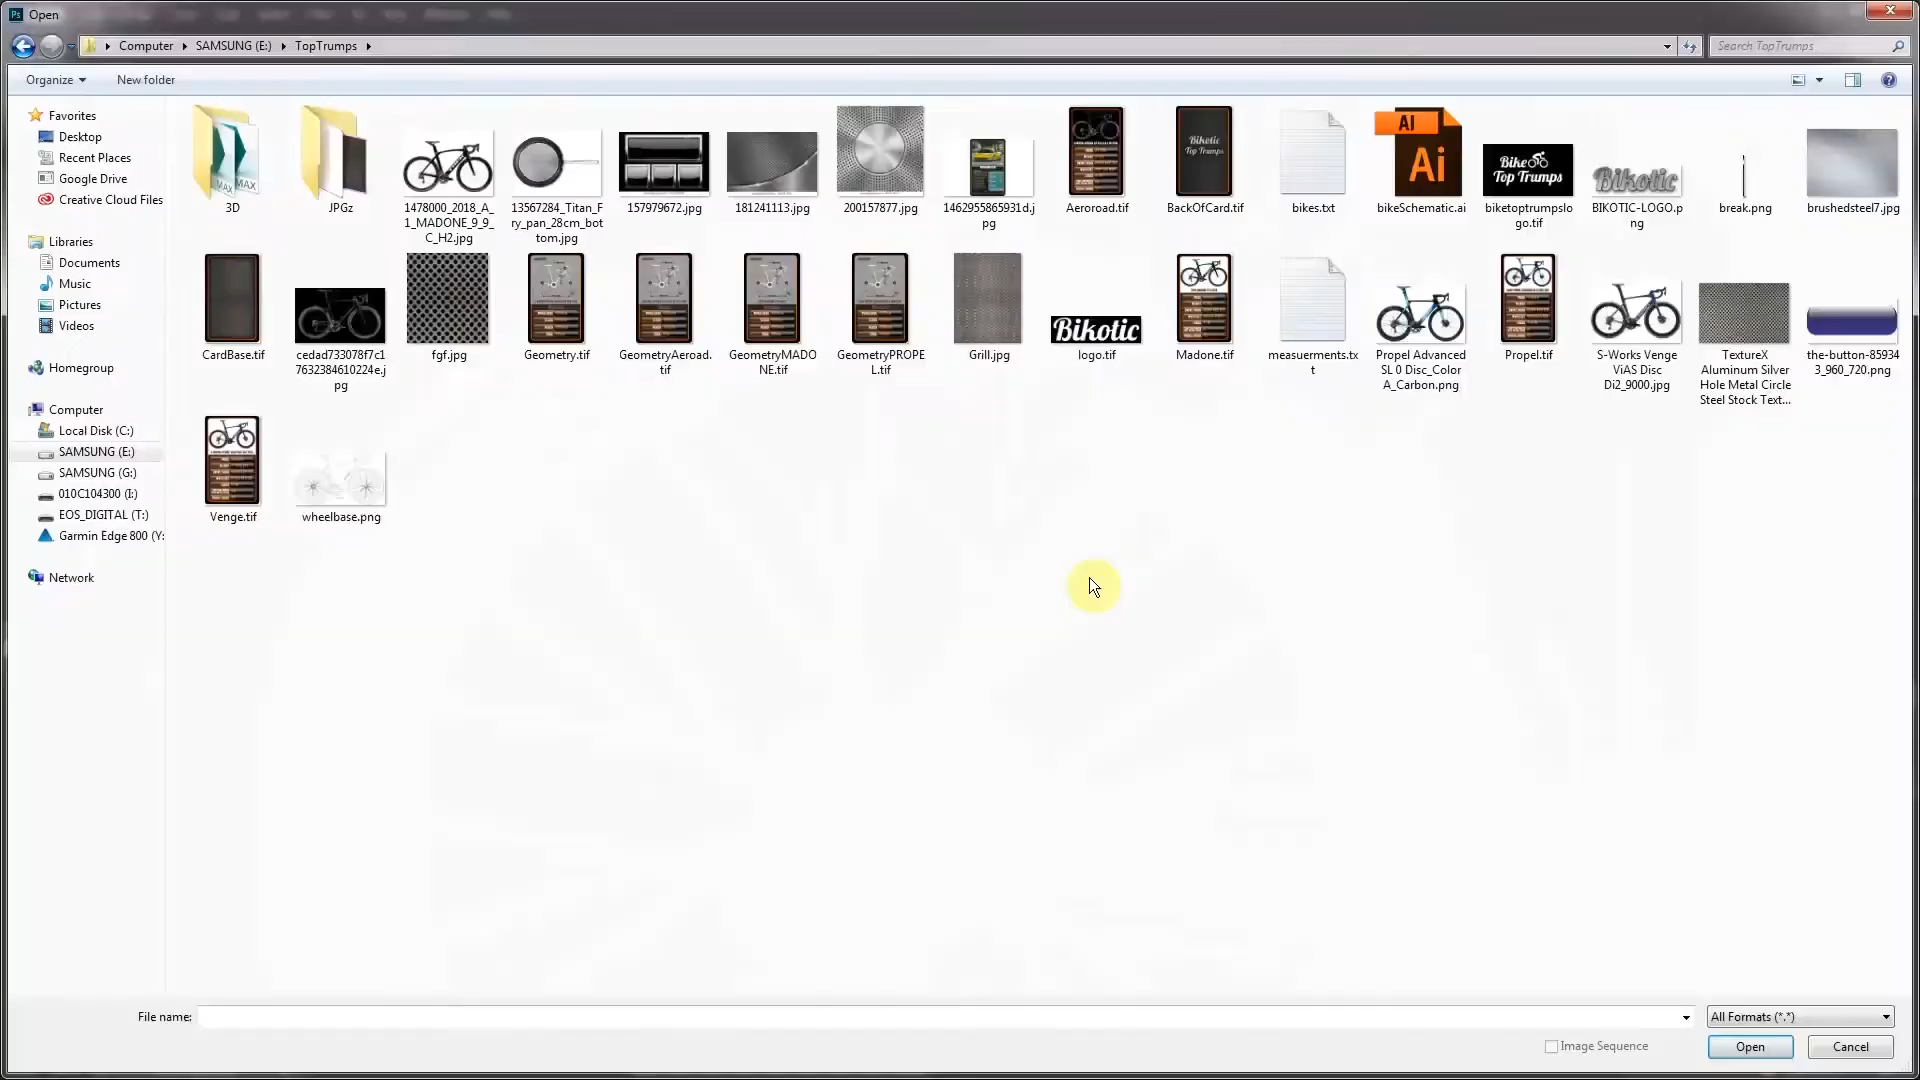 Ps Open
Computer SAMSUNG (E:) TopTrumps
Search TopTrumps
Organize New folder
Favorites
Desktop
Recent Places
Google Drive
Creative Cloud Files
Libraries
Documents
Music
Pictures
Videos
Homegroup
Computer
Local Disk (C:)
SAMSUNG (E:)
SAMSUNG (G:)
010C104300 (I:)
EOS_DIGITAL (T:)
Garmin Edge 800 (Y:
Network
MAX MAX
3D
JPGz
1478000_2018_A_
1_MADONE_9_9_
C_H2.jpg
13567284_Titan_F
ry_pan_28cm_bot
tom.jpg
157979672.jpg
181241113.jpg
200157877.jpg
1462955865931d.j
pg
Aeroroad.tif
Bikotic
Top Trumps
BackOfCard.tif
bikes.txt
AI
Ai
bikeSchematic.ai
Bike
Top Trumps
biketoptrumpslo
go.tif
Bikotic
BIKOTIC-LOGO.p
ng
break.png
brushedsteel7.jpg
CardBase.tif
cedad733078f7c1
7632384610224e.j
pg
fgf.jpg
Geometry.tif
GeometryAeroad.
tif
GeometryMADO
NE.tif
GeometryPROPE
L.tif
Grill.jpg
Bikotic
logo.tif
Madone.tif
measuerments.tx
t
Propel Advanced
SL 0 Disc_Color
A_Carbon.png
Propel.tif
S-Works Venge
ViAS Disc
Di2_9000.jpg
TextureX
Aluminum Silver
Hole Metal Circle
Steel Stock Text...
the-button-85934
3_960_720.png
Venge.tif
wheelbase.png
File name:
All Formats (*.*)
Image Sequence
Open
Cancel